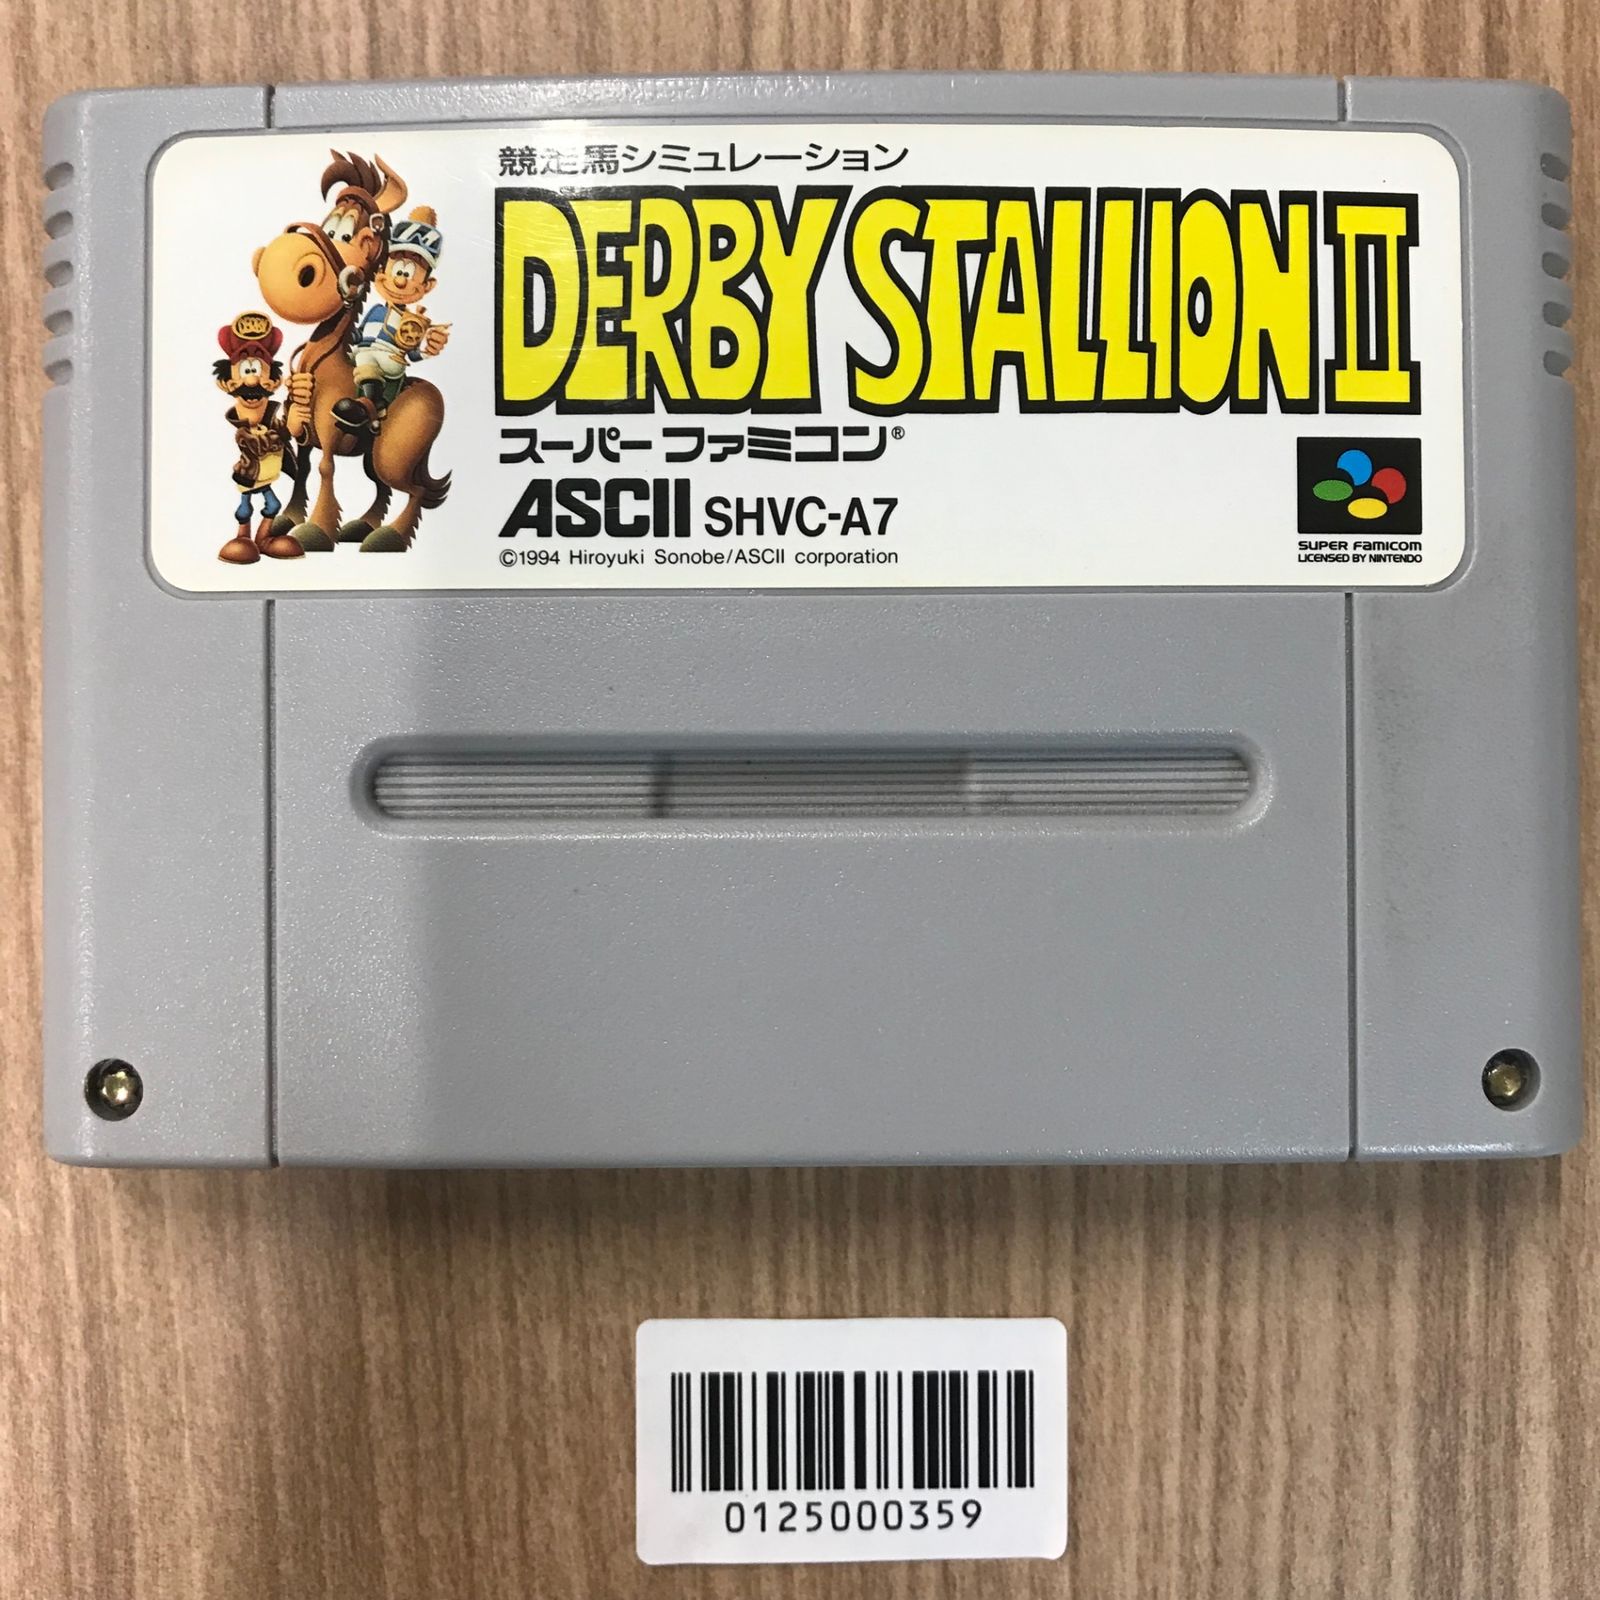 競走馬シミュレーション
DERBY STALLION II
スーパーファミコン®
ASCII SHVC-A7
©1994 Hiroyuki Sonobe/ASCII corporation
DERBY
SUPER FAMICOM
LICENSED BY NINTENDO
0125000359